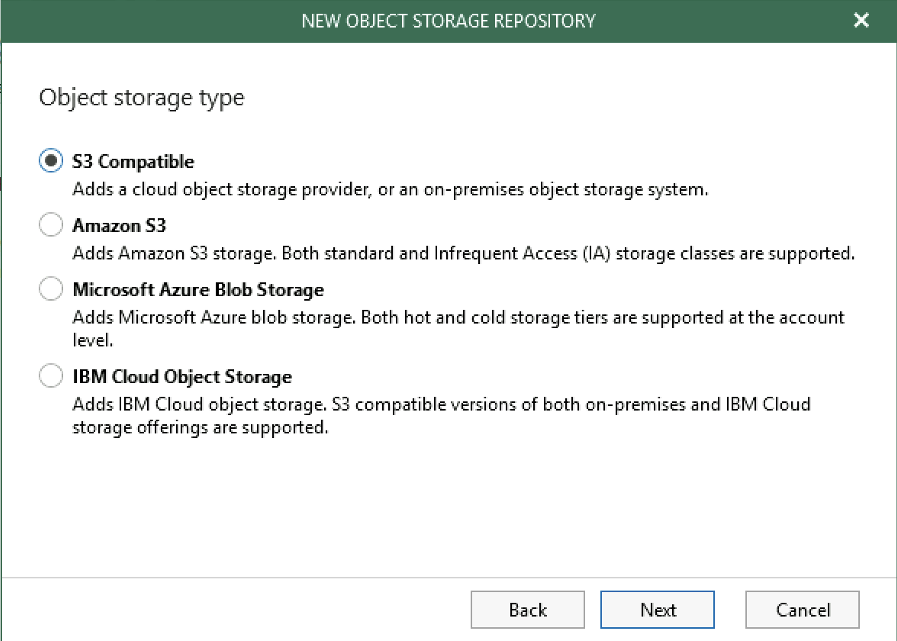 NEW OBJECT STORAGE REPOSITORY
Object storage type
S3 Compatible
Adds a cloud object storage provider, or an on-premises object storage system.
Amazon S3
Adds Amazon S3 storage. Both standard and Infrequent Access (IA) storage classes are supported.
Microsoft Azure Blob Storage
Adds Microsoft Azure blob storage. Both hot and cold storage tiers are supported at the account
level.
IBM Cloud Object Storage
Adds IBM Cloud object storage. S3 compatible versions of both on-premises and IBM Cloud
storage offerings are supported.
Back Next Cancel